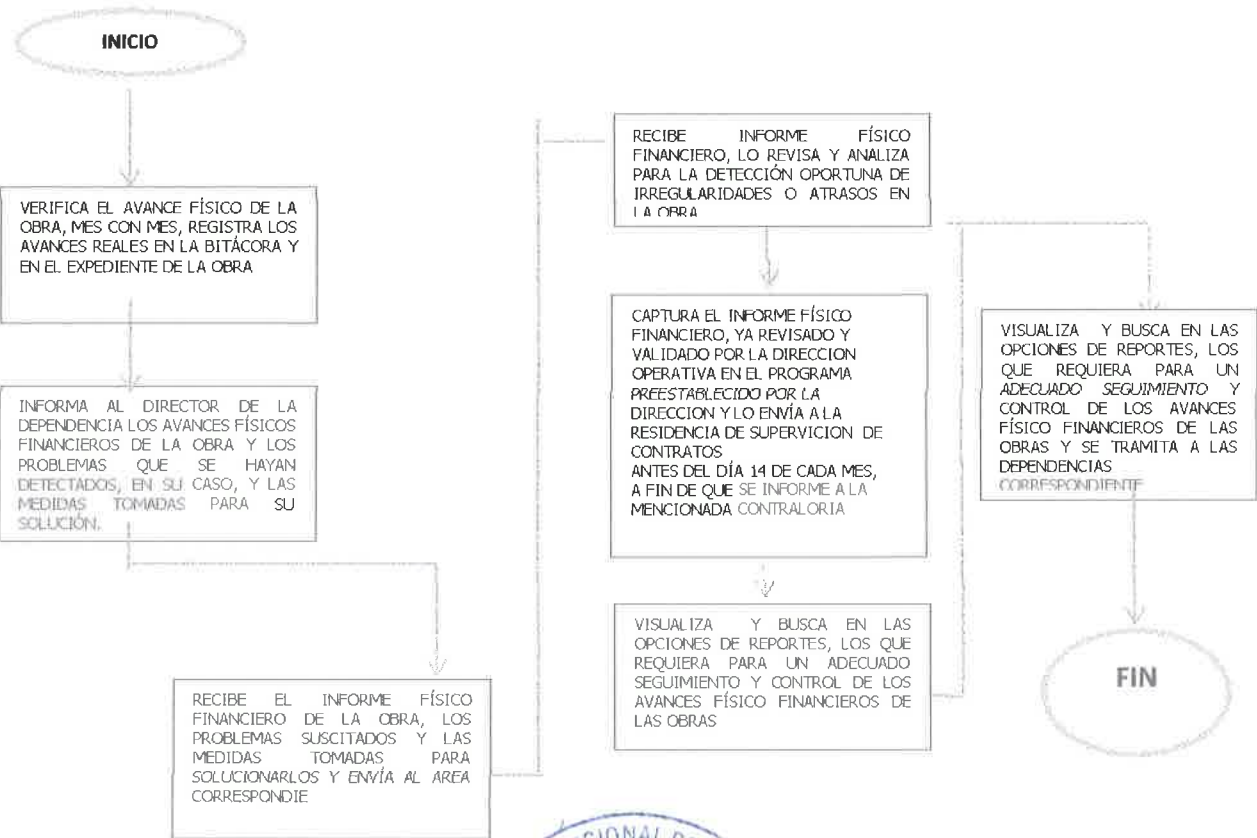 INICIO
VERIFICA EL AVANCE FÍSICO DE LA
OBRA, MES CON MES, REGISTRA LOS
AVANCES REALES EN LA BITÁCORA Y
EN EL EXPEDIENTE DE LA OBRA
INFORMA AL DIRECTOR DE LA
DEPENDENCIA LOS AVANCES FÍSICOS
FINANCIEROS DE LA OBRA Y LOS
PROBLEMAS QUE SE HAYAN
DETECTADOS, EN SU CASO, Y LAS
MEDIDAS TOMADAS PARA SU
SOLUCIÓN.
RECIBE EL INFORME FÍSICO
FINANCIERO DE LA OBRA, LOS
PROBLEMAS SUSCITADOS Y LAS
MEDIDAS TOMADAS PARA
SOLUCIONARLOS Y ENVÍA AL AREA
CORRESPONDIE
RECIBE INFORME FÍSICO
FINANCIERO, LO REVISA Y ANALIZA
PARA LA DETECCIÓN OPORTUNA DE
IRREGULARIDADES O ATRASOS EN
LA OBRA
CAPTURA EL INFORME FÍSICO
FINANCIERO, YA REVISADO Y
VALIDADO POR LA DIRECCION
OPERATIVA EN EL PROGRAMA
PREESTABLECIDO POR LA
DIRECCION Y LO ENVÍA A LA
RESIDENCIA DE SUPERVICION DE
CONTRATOS
ANTES DEL DÍA 14 DE CADA MES,
A FIN DE QUE SE INFORME A LA
MENCIONADA CONTRALORIA
VISUALIZA Y BUSCA EN LAS
OPCIONES DE REPORTES, LOS QUE
REQUIERA PARA UN ADECUADO
SEGUIMIENTO Y CONTROL DE LOS
AVANCES FÍSICO FINANCIEROS DE
LAS OBRAS
VISUALIZA Y BUSCA EN LAS
OPCIONES DE REPORTES, LOS
QUE REQUIERA PARA UN
ADECUADO SEGUIMIENTO Y
CONTROL DE LOS AVANCES
FÍSICO FINANCIEROS DE LAS
OBRAS Y SE TRAMITA A LAS
DEPENDENCIAS
CORRESPONDIENTE
FIN